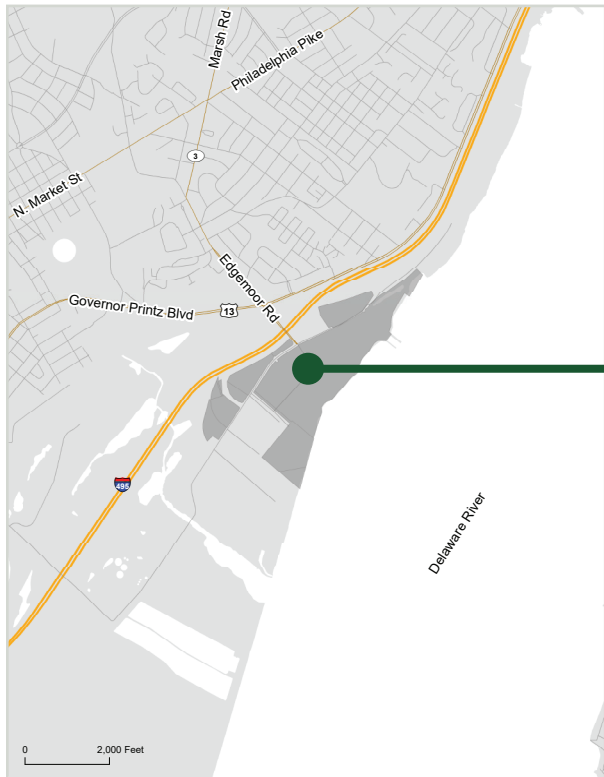 Marsh Rd
Philadelphia Pike
3
N. Market St
Edgemoor Rd
Governor Printz Blvd
13
495
Delaware River
0
2,000 Feet